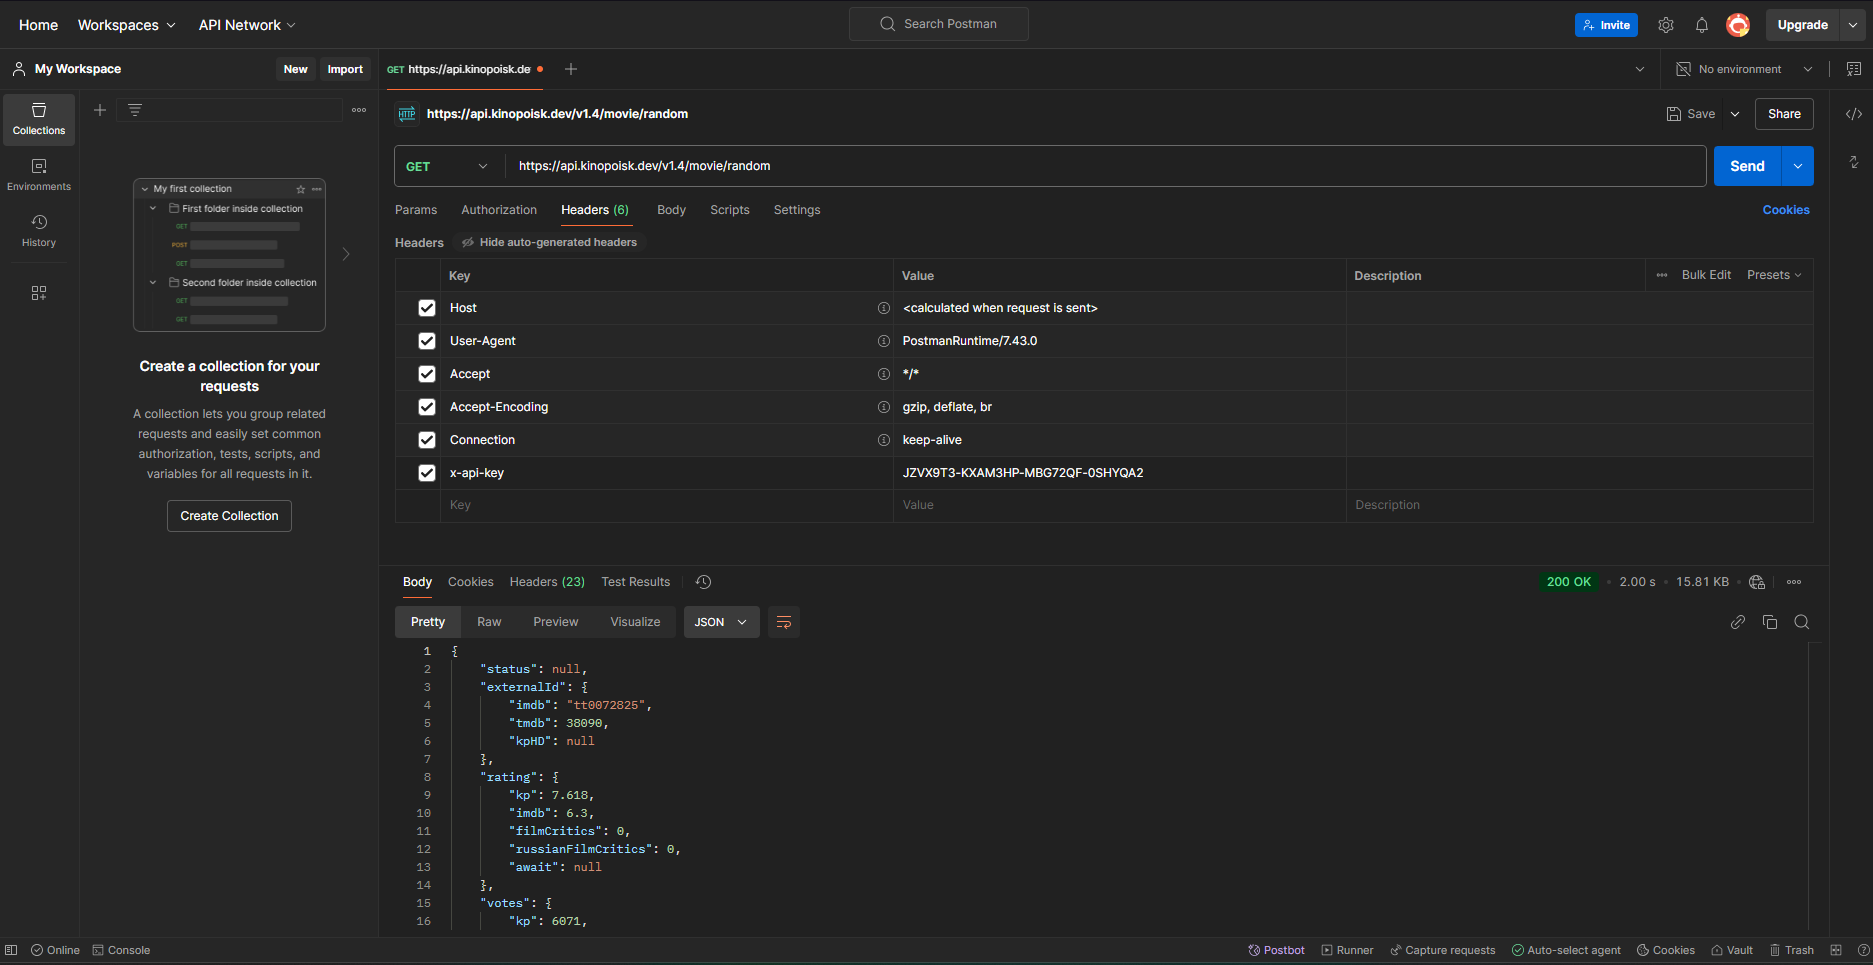 Home Workspaces API Network Search Postman Invite Upgrade
My Workspace New Import GET https://api.kinopoisk.de No environment
Collections
Environments
History
My first collection
First folder inside collection
GET
POST
GET
Second folder inside collection
GET
GET
Create a collection for your
requests
A collection lets you group related
requests and easily set common
authorization, tests, scripts, and
variables for all requests in it.
Create Collection
HTTP https://api.kinopoisk.dev/v1.4/movie/random Save Share
GET https://api.kinopoisk.dev/v1.4/movie/random Send
Params Authorization Headers (6) Body Scripts Settings Cookies
Headers Hide auto-generated headers
Key Value Description Bulk Edit Presets
Host <calculated when request is sent>
User-Agent PostmanRuntime/7.43.0
Accept */*
Accept-Encoding gzip, deflate, br
Connection keep-alive
x-api-key JZVX9T3-KXAM3HP-MBG72QF-0SHYQA2
Key Value Description
Body Cookies Headers (23) Test Results 200 OK • 2.00 s • 15.81 KB •
Pretty Raw Preview Visualize JSON
1 {
2 "status": null,
3 "externalId": {
4 "imdb": "tt0072825",
5 "tmdb": 38090,
6 "kpHD": null
7 },
8 "rating": {
9 "kp": 7.618,
10 "imdb": 6.3,
11 "filmCritics": 0,
12 "russianFilmCritics": 0,
13 "await": null
14 },
15 "votes": {
16 "kp": 6071,
Online Console Postbot Runner Capture requests Auto-select agent Cookies Vault Trash